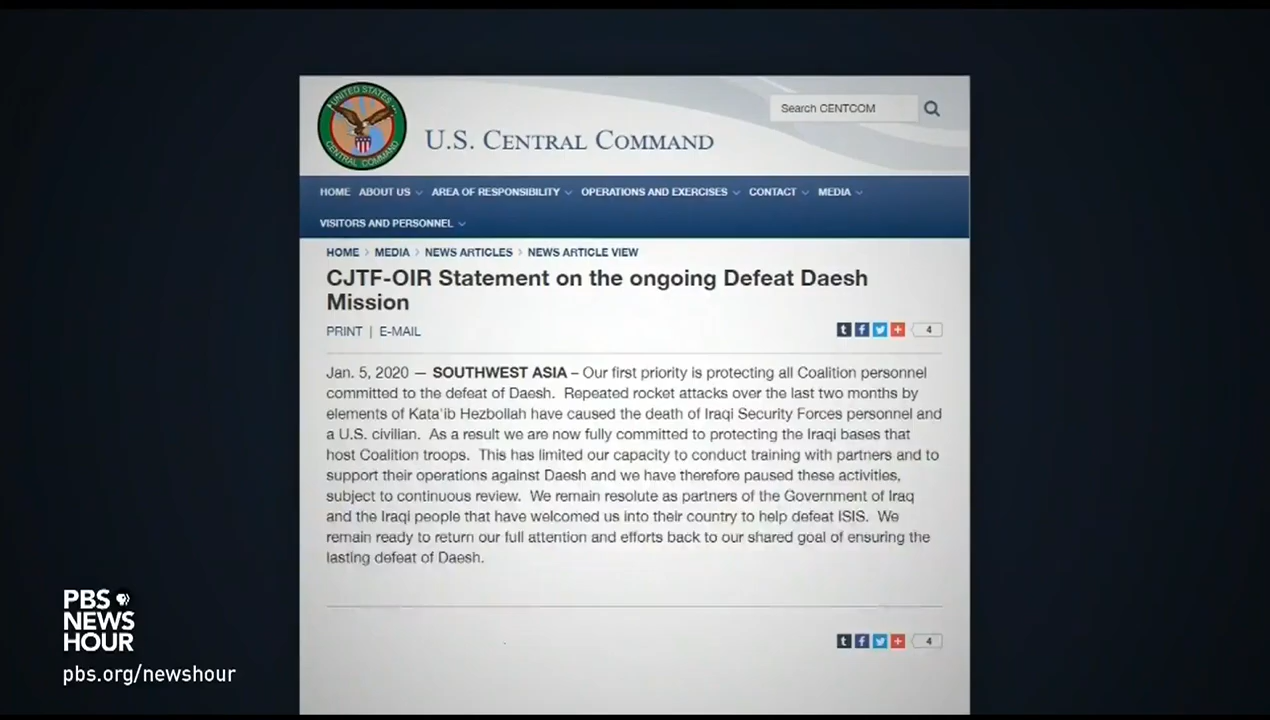 UNITED STATES
CENTRAL COMMAND
U.S. CENTRAL COMMAND
Search CENTCOM
HOME ABOUT US AREA OF RESPONSIBILITY OPERATIONS AND EXERCISES CONTACT MEDIA
VISITORS AND PERSONNEL
HOME > MEDIA > NEWS ARTICLES > NEWS ARTICLE VIEW
CJTF-OIR Statement on the ongoing Defeat Daesh
Mission
PRINT | E-MAIL
t f + 4
Jan. 5, 2020 — SOUTHWEST ASIA – Our first priority is protecting all Coalition personnel
committed to the defeat of Daesh. Repeated rocket attacks over the last two months by
elements of Kata'ib Hezbollah have caused the death of Iraqi Security Forces personnel and
a U.S. civilian. As a result we are now fully committed to protecting the Iraqi bases that
host Coalition troops. This has limited our capacity to conduct training with partners and to
support their operations against Daesh and we have therefore paused these activities,
subject to continuous review. We remain resolute as partners of the Government of Iraq
and the Iraqi people that have welcomed us into their country to help defeat ISIS. We
remain ready to return our full attention and efforts back to our shared goal of ensuring the
lasting defeat of Daesh.
t f + 4
PBS
NEWS
HOUR
pbs.org/newshour